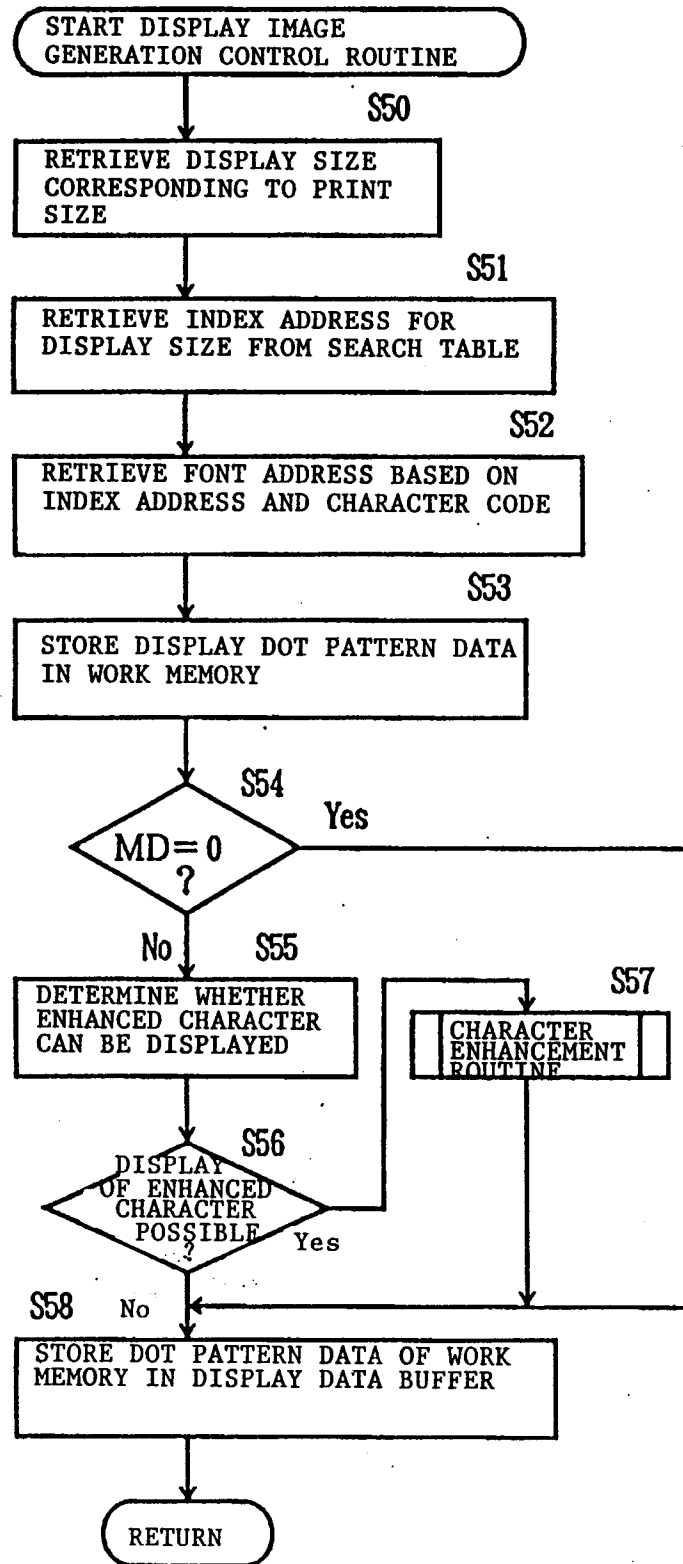 START DISPLAY IMAGE
GENERATION CONTROL ROUTINE
S50
RETRIEVE DISPLAY SIZE
CORRESPONDING TO PRINT
SIZE
S51
RETRIEVE INDEX ADDRESS FOR
DISPLAY SIZE FROM SEARCH TABLE
S52
RETRIEVE FONT ADDRESS BASED ON
INDEX ADDRESS AND CHARACTER CODE
S53
STORE DISPLAY DOT PATTERN DATA
IN WORK MEMORY
S54
MD=0
?
Yes
No
S55
DETERMINE WHETHER
ENHANCED CHARACTER
CAN BE DISPLAYED
S57
CHARACTER
ENHANCEMENT
ROUTINE
S56
DISPLAY
OF ENHANCED
CHARACTER
POSSIBLE
?
Yes
No
S58
STORE DOT PATTERN DATA OF WORK
MEMORY IN DISPLAY DATA BUFFER
RETURN